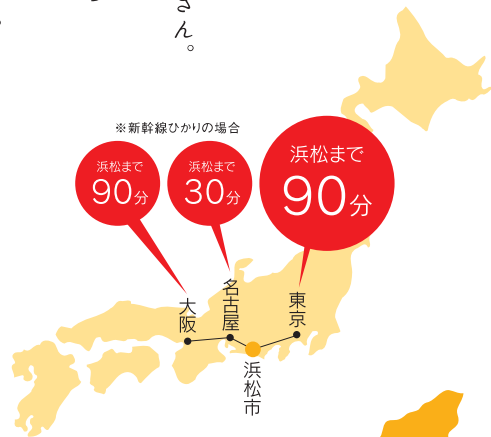 さん。
※新幹線ひかりの場合
浜松まで
90分
浜松まで
30分
浜松まで
90分
大阪
名古屋
東京
浜松市